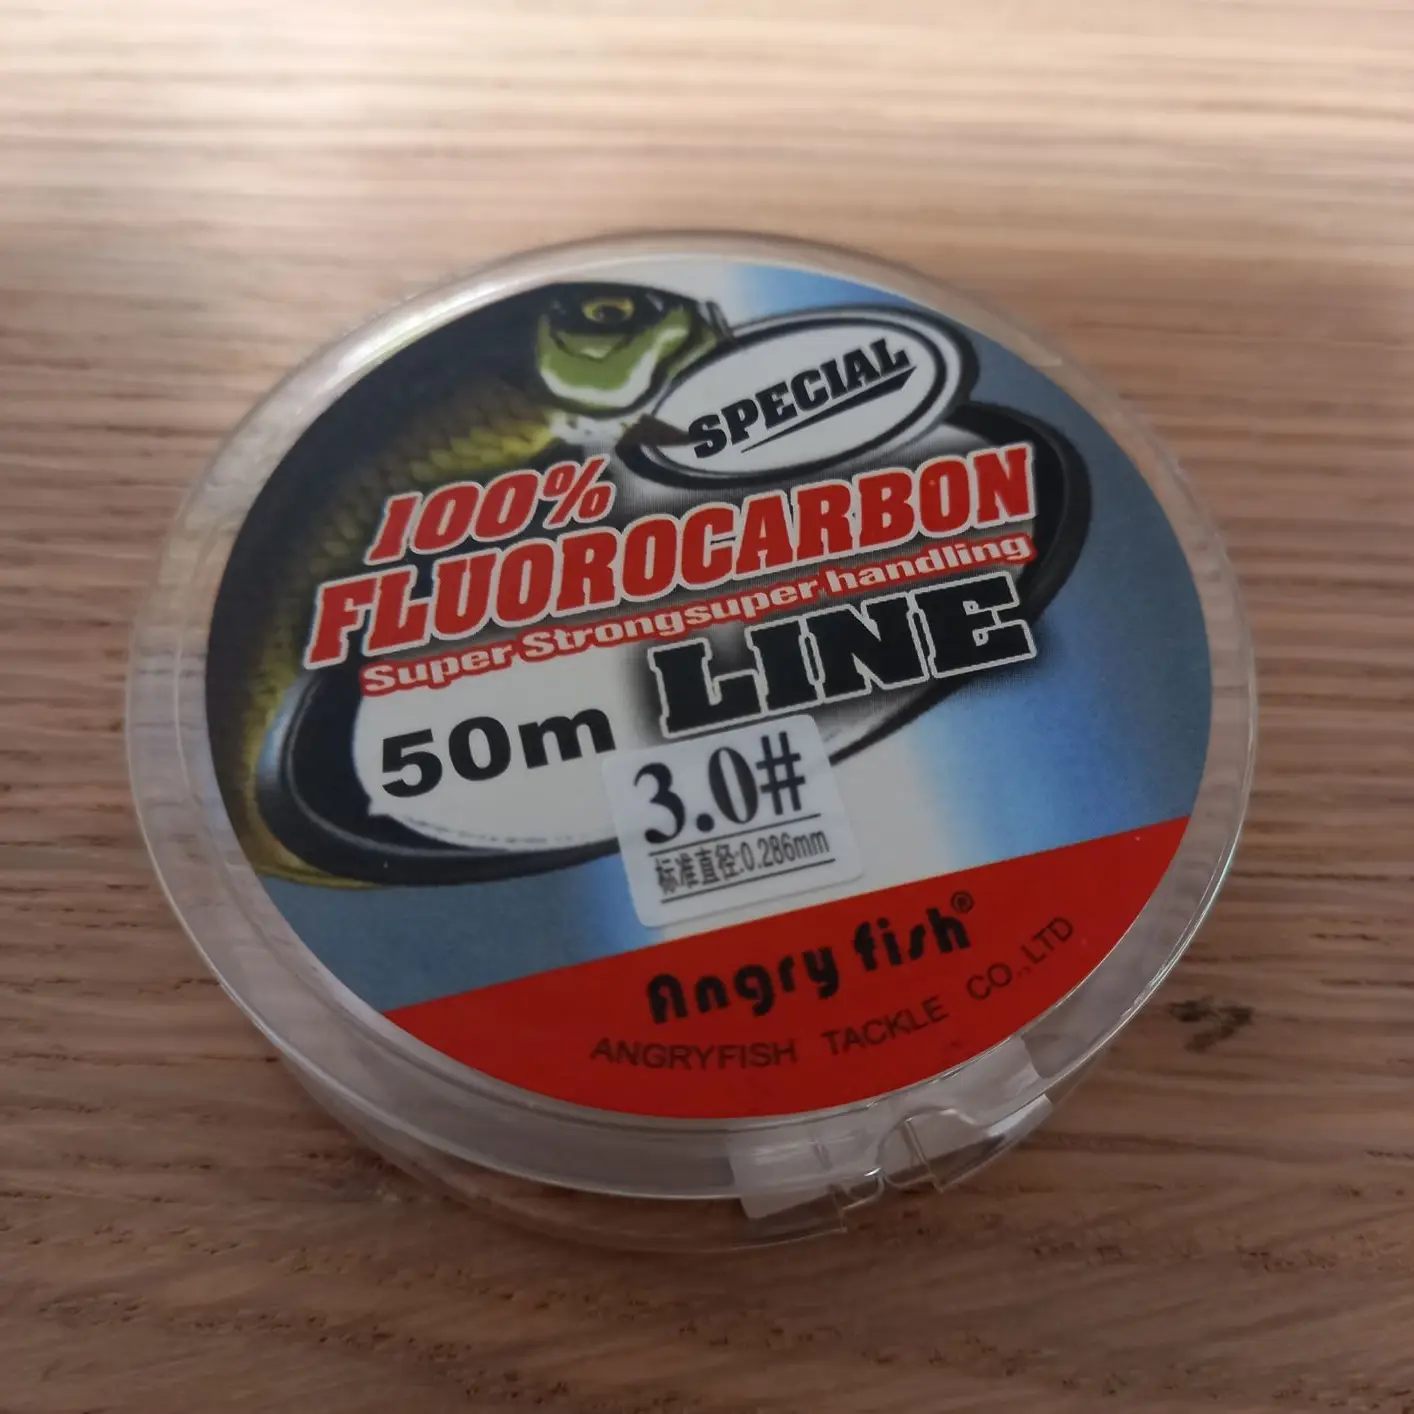 SPECIAL
100%
FLUOROCARBON
Super Strongsuper handling
LINE
50m
3.0#
标准直径:0.286mm
Angry fish®
ANGRYFISH TACKLE CO.,LTD